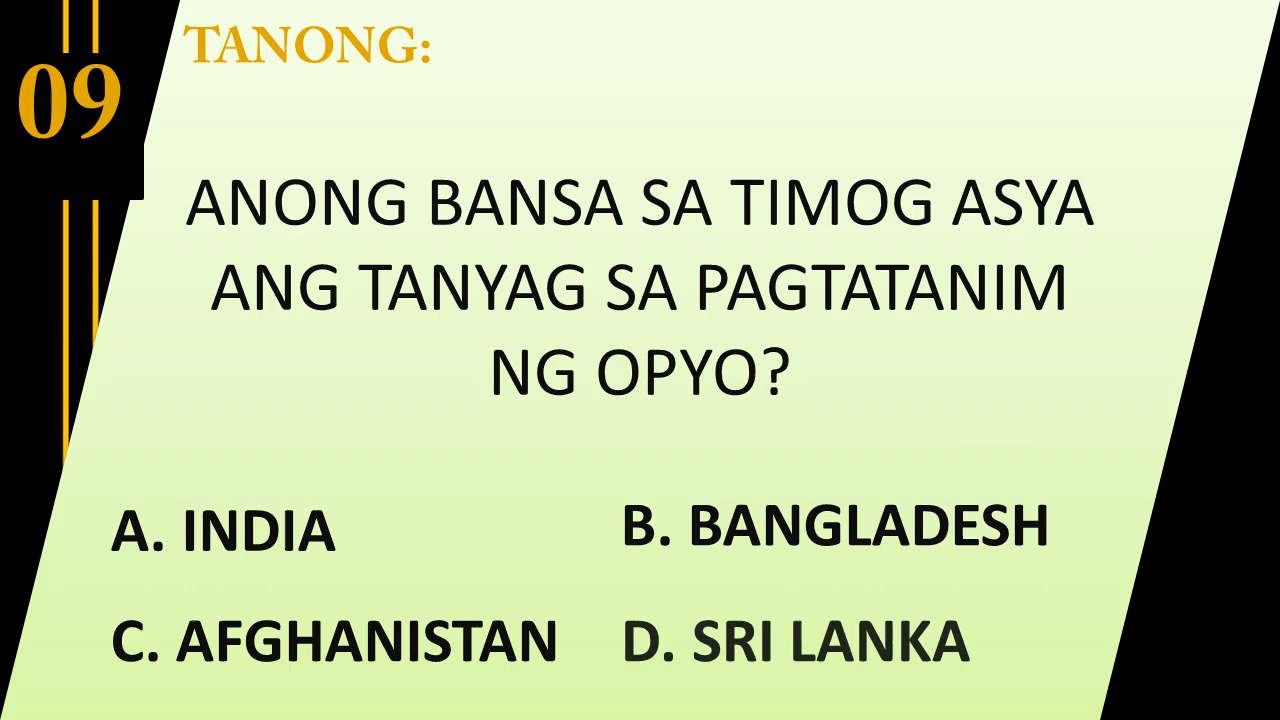 09
TANONG:
ANONG BANSA SA TIMOG ASYA
ANG TANYAG SA PAGTATANIM
NG OPYO?
A. INDIA
B. BANGLADESH
C. AFGHANISTAN
D. SRI LANKA